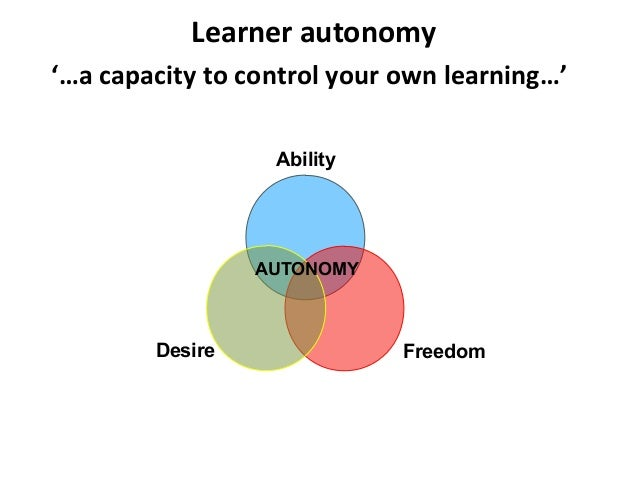 Learner autonomy
‘…a capacity to control your own learning…’
Ability
AUTONOMY
Desire
Freedom